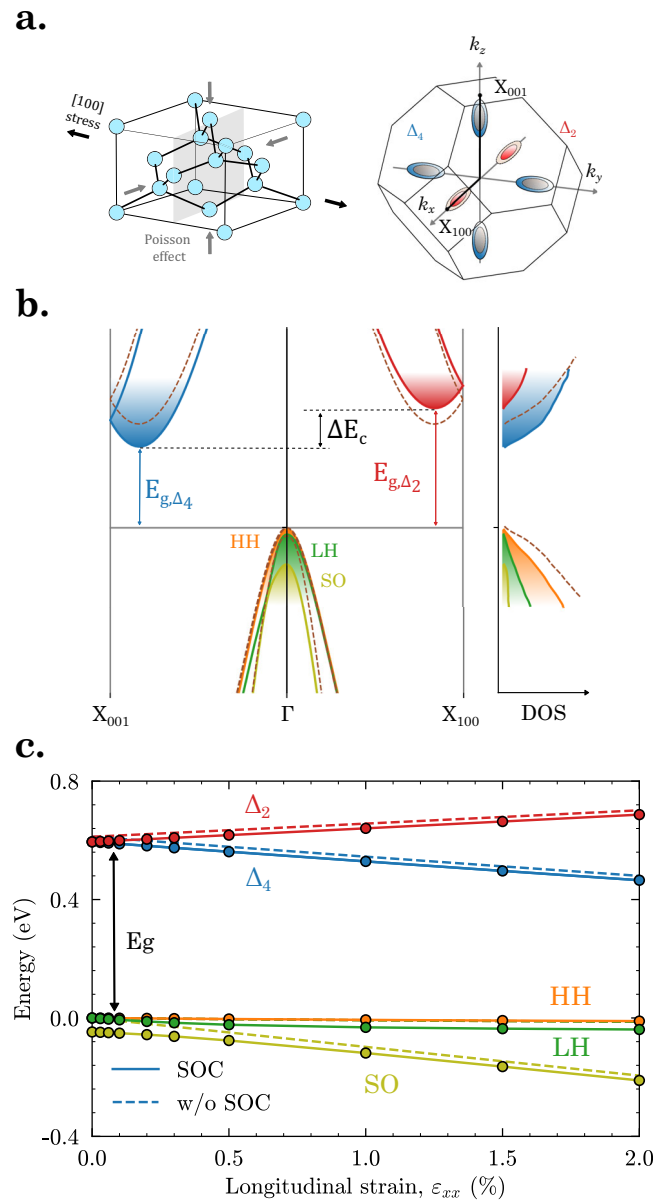 a.
[100]
stress
Poisson
effect
k_z
X_001
Δ_4
Δ_2
k_y
k_x
X_100
b.
ΔE_c
E_g,Δ_4
E_g,Δ_2
HH
LH
SO
X_001
Γ
X_100
DOS
c.
0.8
0.4
0.0
-0.4
Energy (eV)
Δ_2
Δ_4
Eg
HH
LH
SO
SOC
w/o SOC
0.0
0.5
1.0
1.5
2.0
Longitudinal strain, ε_xx (%)